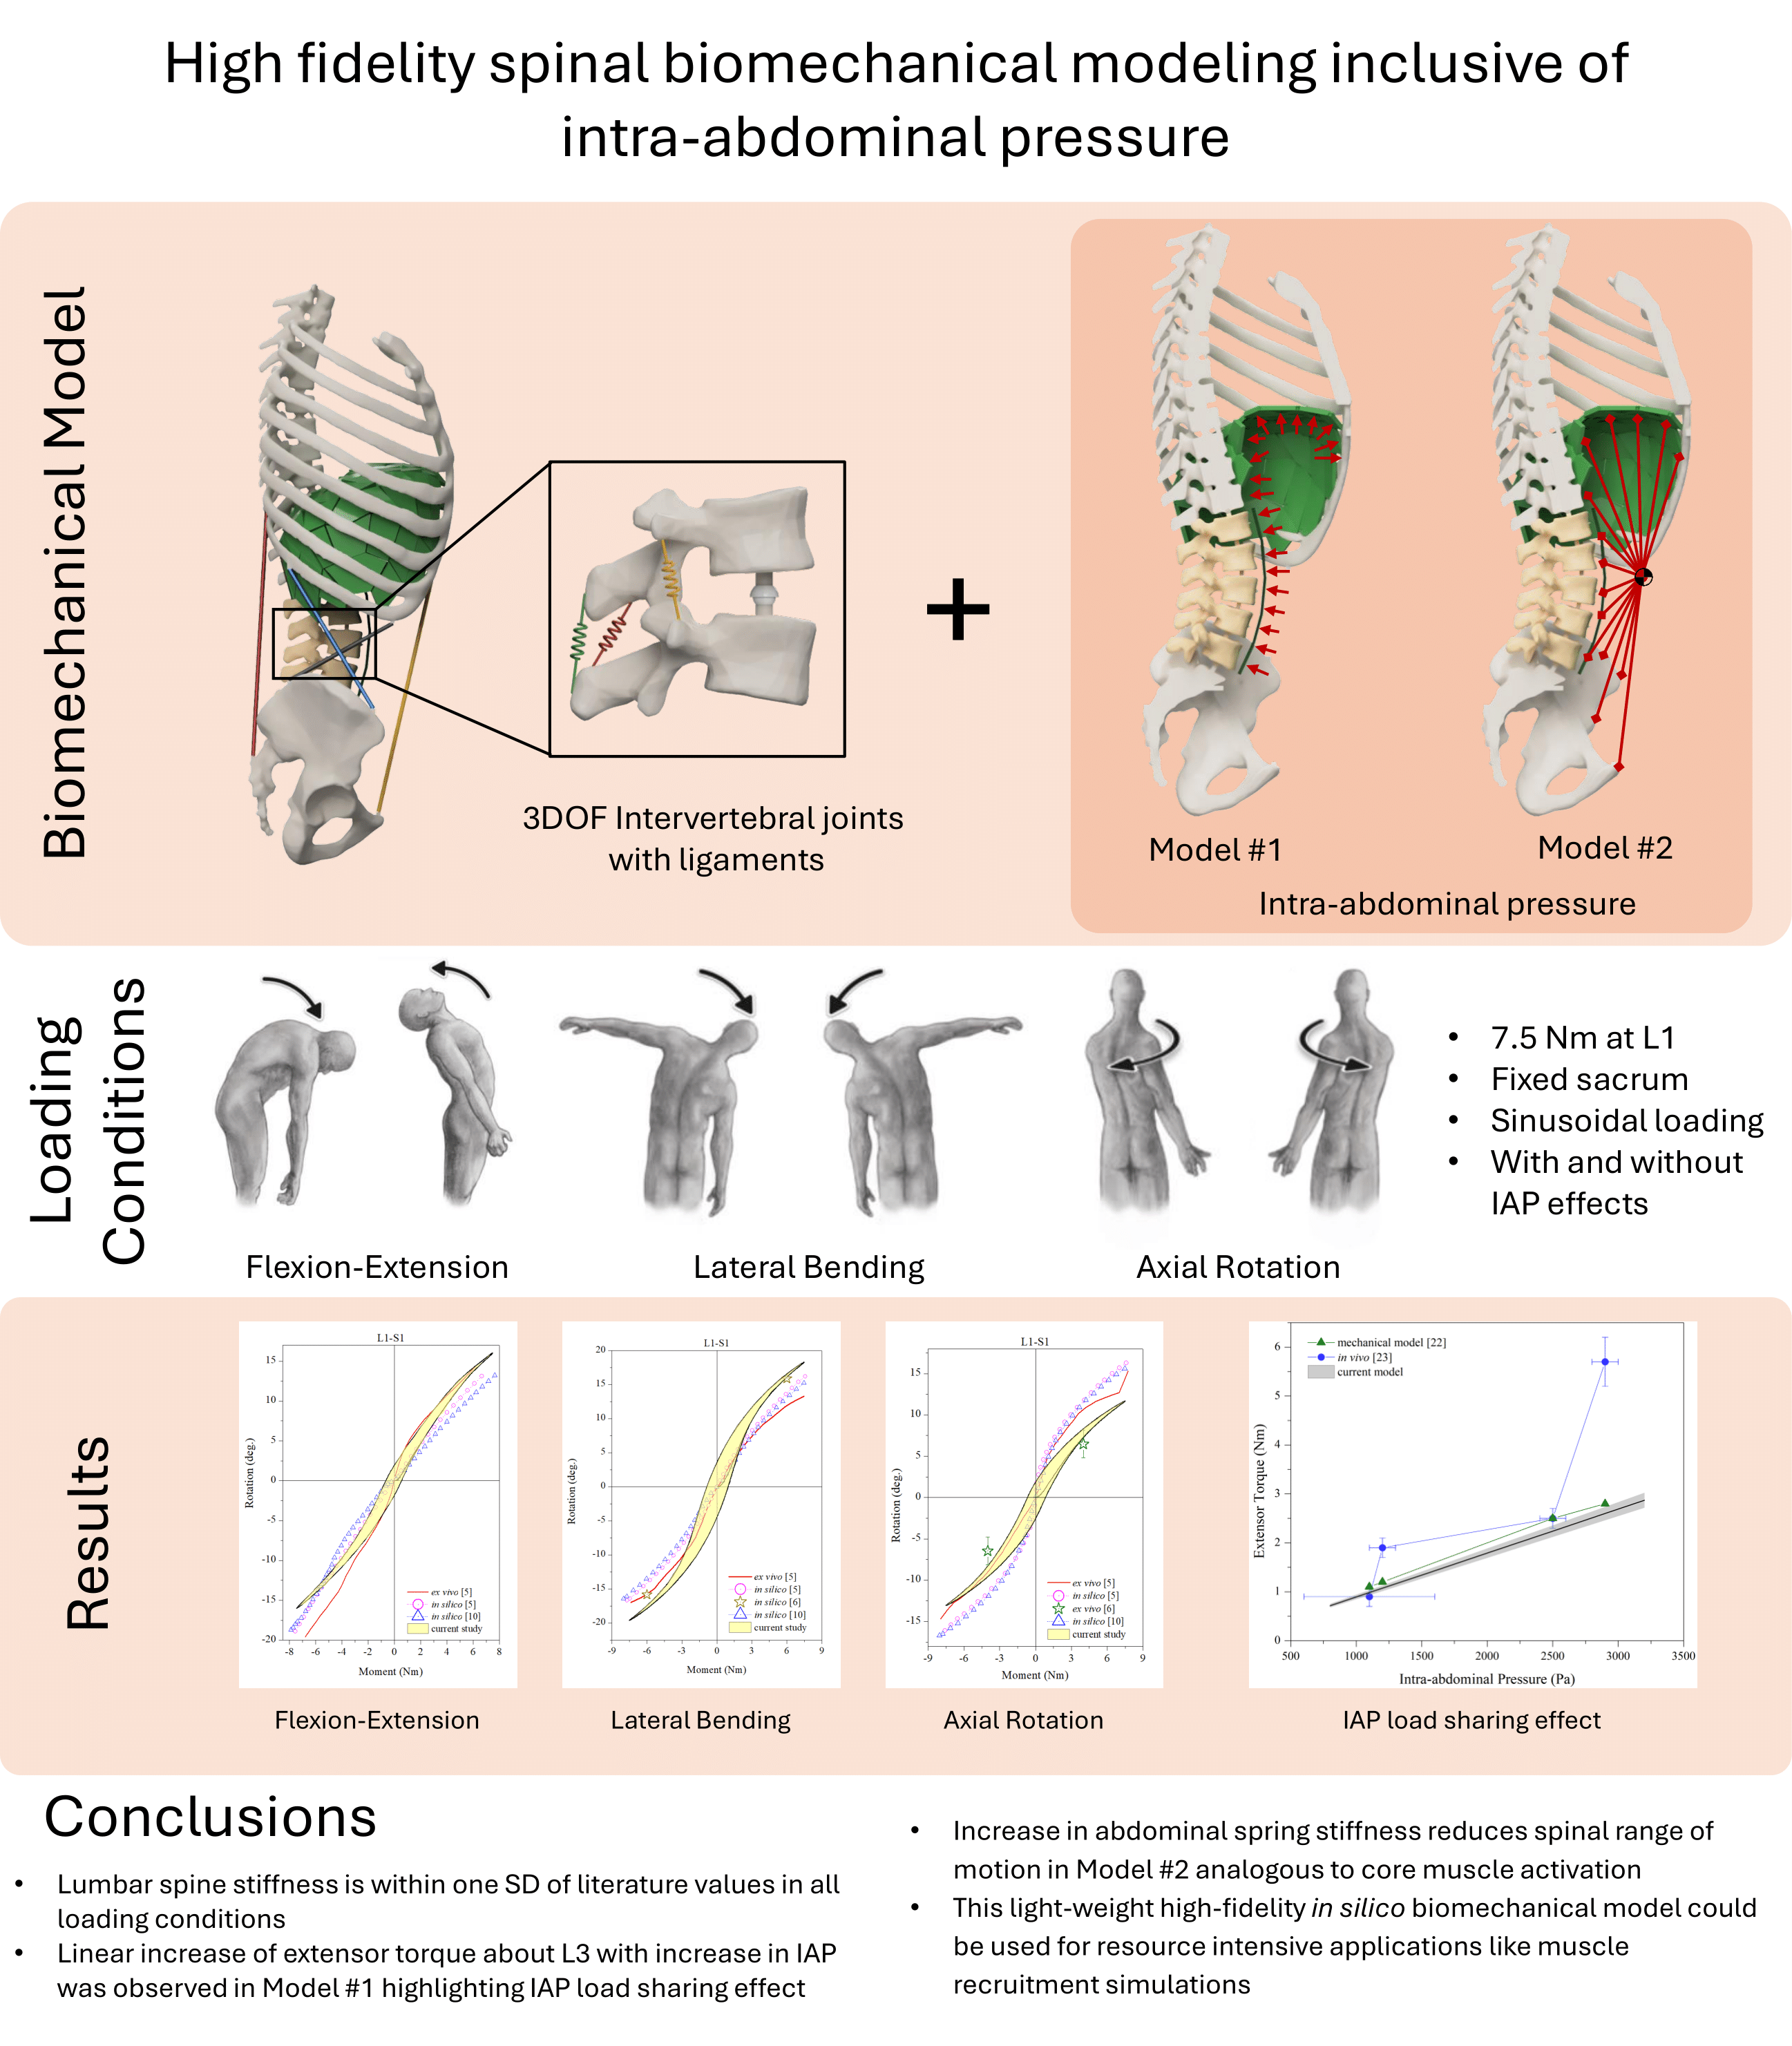 High fidelity spinal biomechanical modeling inclusive of
intra-abdominal pressure
Biomechanical Model
3DOF Intervertebral joints
with ligaments
+
Model #1
Model #2
Intra-abdominal pressure
Loading
Conditions
Flexion-Extension
Lateral Bending
Axial Rotation
• 7.5 Nm at L1
• Fixed sacrum
• Sinusoidal loading
• With and without
IAP effects
Results
L1-S1
Rotation (deg.)
15
10
5
0
-5
-10
-15
-20
-8 -6 -4 -2 0 2 4 6 8
Moment (Nm)
ex vivo [5]
in silico [5]
in silico [10]
current study
Flexion-Extension
L1-S1
Rotation (deg.)
20
15
10
5
0
-5
-10
-15
-20
-9 -6 -3 0 3 6 9
Moment (Nm)
ex vivo [5]
in silico [5]
in silico [6]
in silico [10]
current study
Lateral Bending
L1-S1
Rotation (deg.)
15
10
5
0
-5
-10
-15
-9 -6 -3 0 3 6 9
Moment (Nm)
ex vivo [5]
in silico [5]
ex vivo [6]
in silico [10]
current study
Axial Rotation
mechanical model [22]
in vivo [23]
current model
Extensor Torque (Nm)
6
5
4
3
2
1
0
500 1000 1500 2000 2500 3000 3500
Intra-abdominal Pressure (Pa)
IAP load sharing effect
Conclusions
• Lumbar spine stiffness is within one SD of literature values in all
loading conditions
• Linear increase of extensor torque about L3 with increase in IAP
was observed in Model #1 highlighting IAP load sharing effect
• Increase in abdominal spring stiffness reduces spinal range of
motion in Model #2 analogous to core muscle activation
• This light-weight high-fidelity in silico biomechanical model could
be used for resource intensive applications like muscle
recruitment simulations